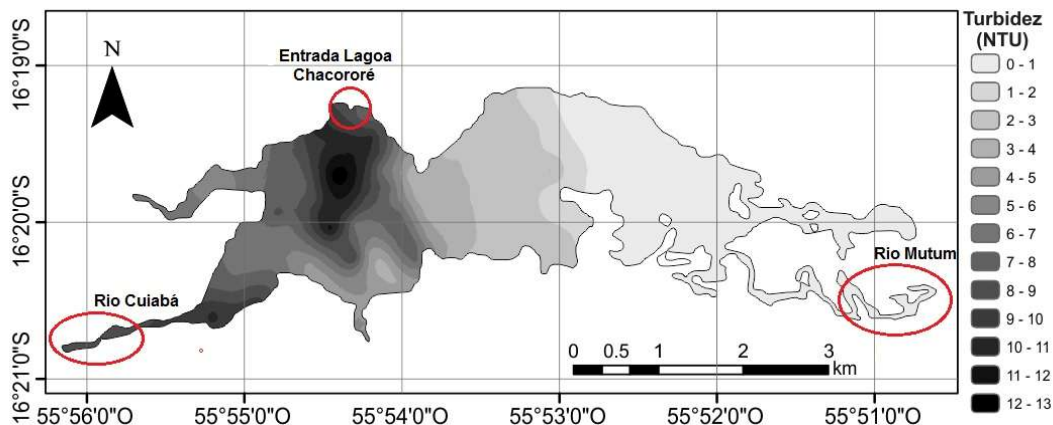 Turbidez
(NTU)
0 - 1
1 - 2
2 - 3
3 - 4
4 - 5
5 - 6
6 - 7
7 - 8
8 - 9
9 - 10
10 - 11
11 - 12
12 - 13
N
Entrada Lagoa
Chacororé
Rio Cuiabá
Rio Mutum
16°19'0"S
16°20'0"S
16°21'0"S
0 0.5 1 2 3
km
55°56'0"O 55°55'0"O 55°54'0"O 55°53'0"O 55°52'0"O 55°51'0"O